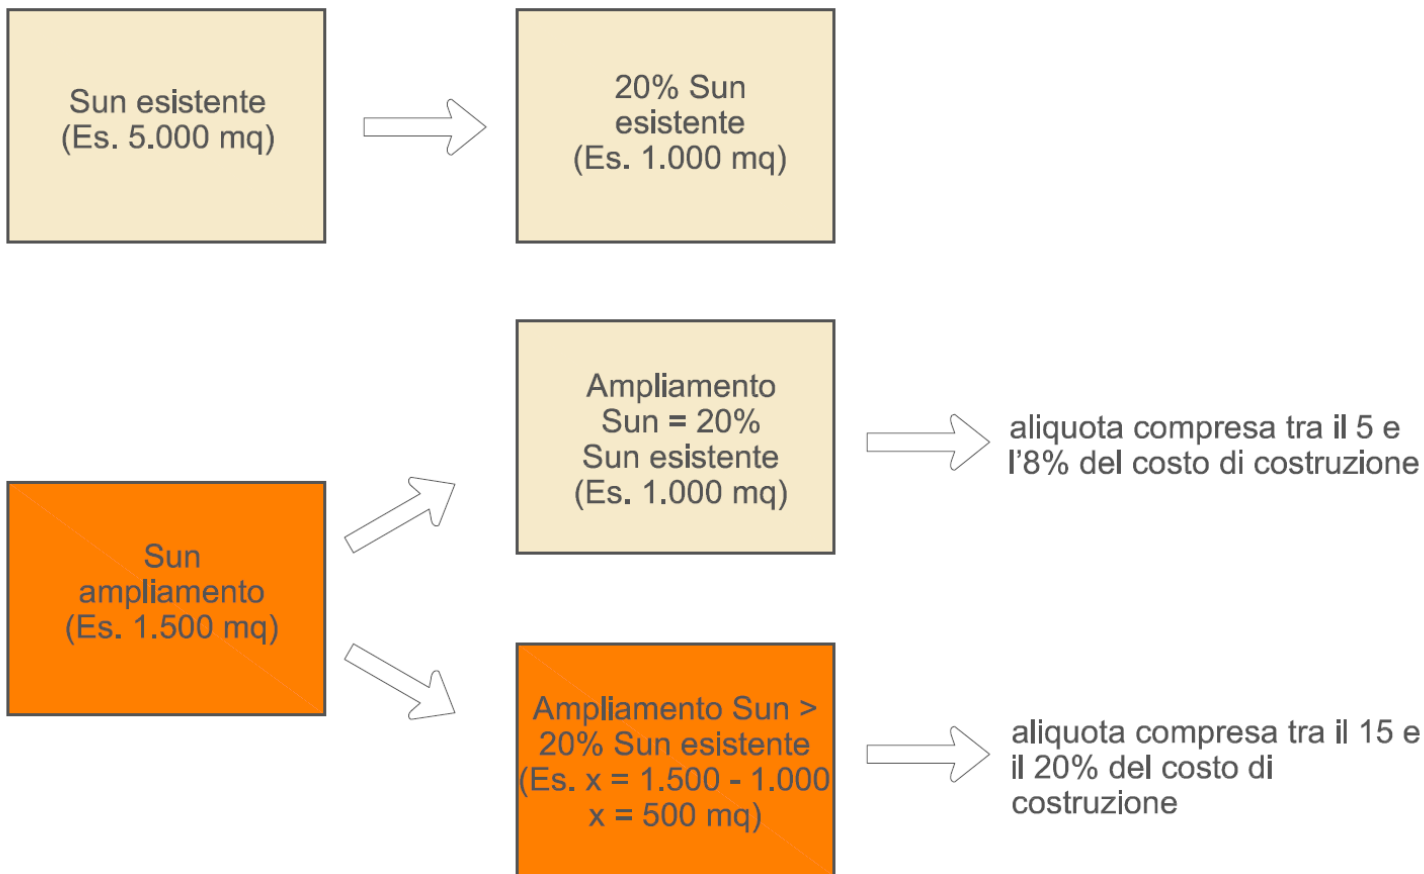 Sun esistente
(Es. 5.000 mq)
20% Sun
esistente
(Es. 1.000 mq)
Sun
ampliamento
(Es. 1.500 mq)
Ampliamento
Sun = 20%
Sun esistente
(Es. 1.000 mq)
aliquota compresa tra il 5 e
l'8% del costo di costruzione
Ampliamento Sun >
20% Sun esistente
(Es. x = 1.500 - 1.000
x = 500 mq)
aliquota compresa tra il 15 e
il 20% del costo di
costruzione